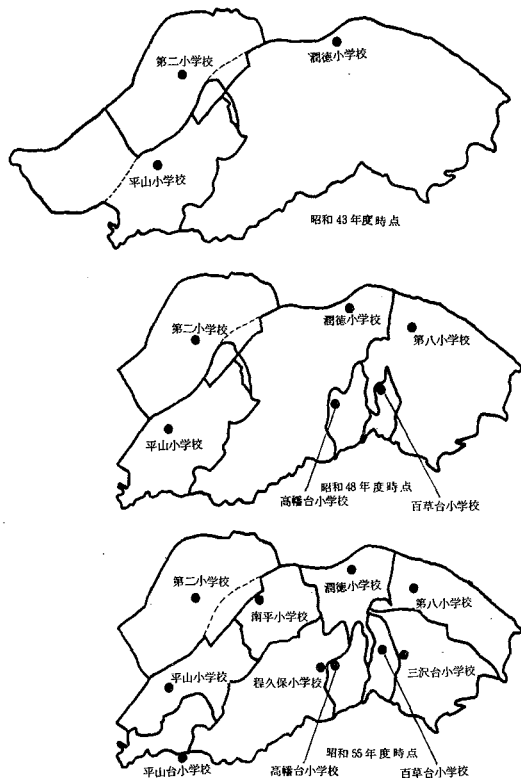 潤徳小学校
第二小学校
平山小学校
昭和43年度時点
潤徳小学校
第二小学校
第八小学校
平山小学校
昭和48年度時点
高幡台小学校
百草台小学校
潤徳小学校
第二小学校
第八小学校
南平小学校
平山小学校
程久保小学校
三沢台小学校
昭和55年度時点
高幡台小学校
百草台小学校
平山台小学校